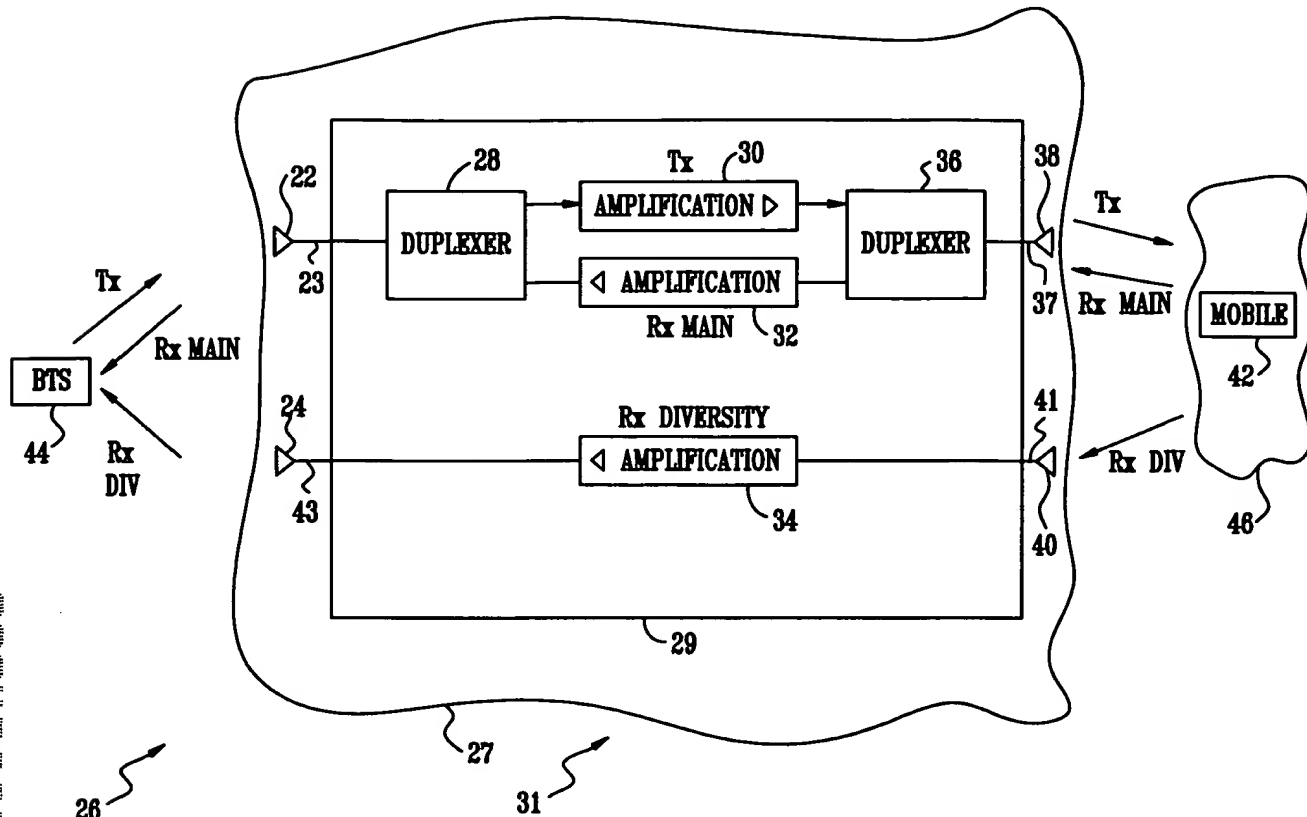 Tx
30
28
36
38
22
AMPLIFICATION
Tx
DUPLEXER
DUPLEXER
23
AMPLIFICATION
37
Tx
Rx MAIN
Rx MAIN
32
MOBILE
Rx MAIN
42
BTS
24
Rx DIVERSITY
41
44
Rx
DIV
AMPLIFICATION
Rx DIV
43
34
40
46
29
27
26
31